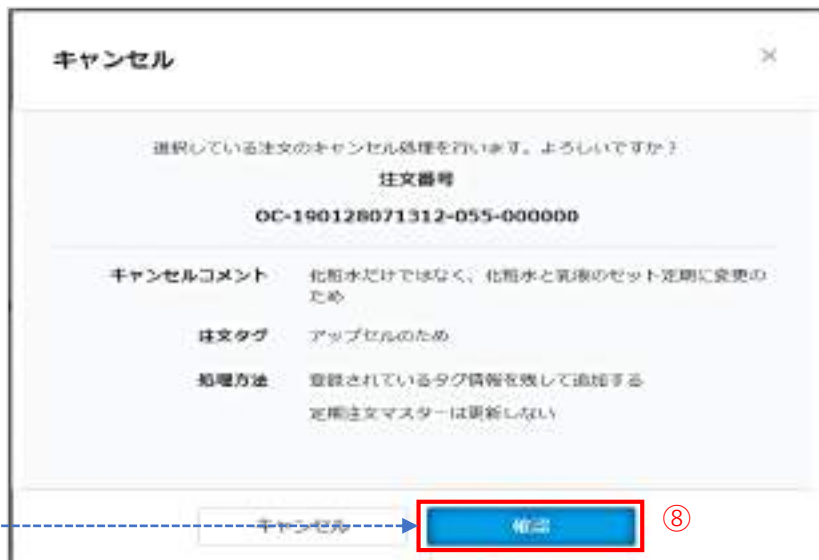 キャンセル
×
選択している注文のキャンセル処理を行います。よろしいですか？
注文番号
OC-190128071312-055-000000
キャンセルコメント
化粧水だけではなく、化粧水と乳液のセット定期に変更の
ため
注文タグ
アップセルのため
処理方法
登録されているタグ情報を残して追加する
定期注文マスターは更新しない
キャンセル
確認
⑧